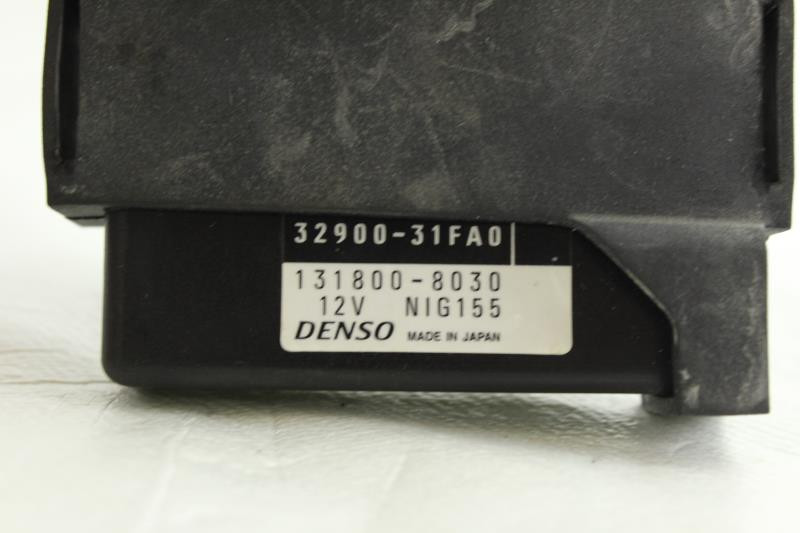 32900-31FA0
131800-8030
12V NIG155
DENSO MADE IN JAPAN